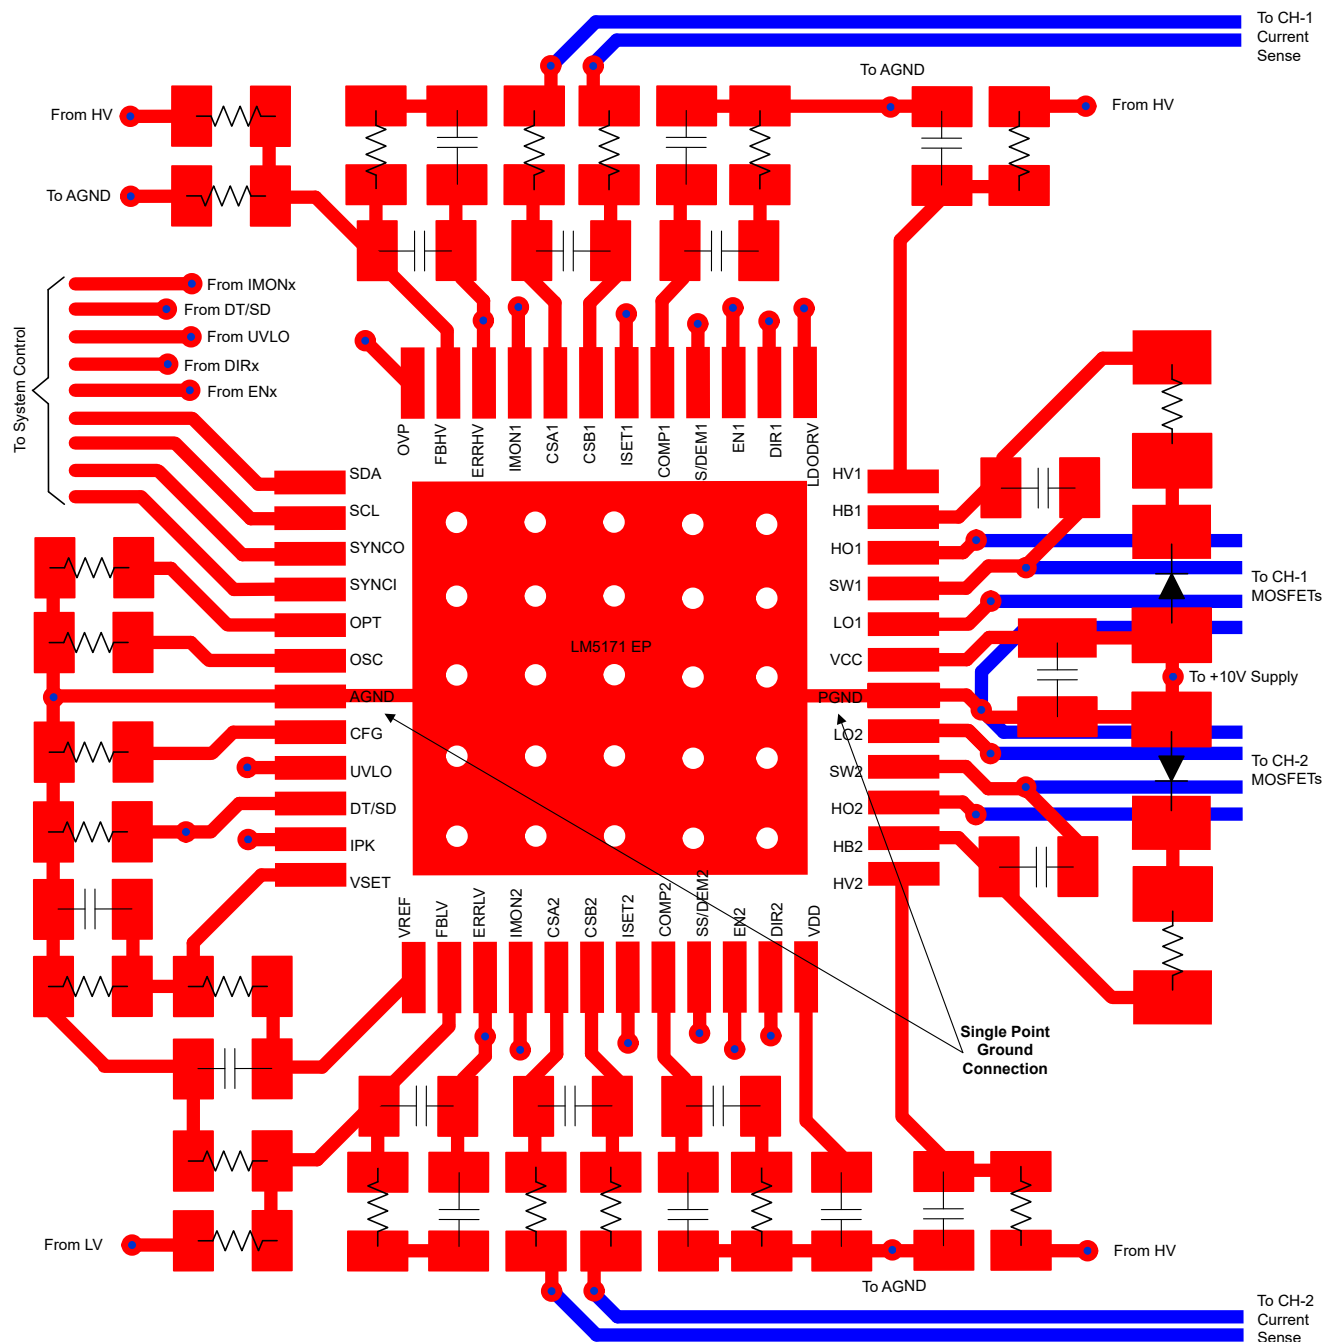 To CH-1
Current
Sense
To AGND
From HV
From HV
To AGND
From IMONx
From DT/SD
From UVLO
From DIRx
From ENx
To System Control
OVP
FBHV
ERRHV
IMON1
CSA1
CSB1
ISET1
COMP1
S/DEM1
EN1
DIR1
LDODRV
SDA
SCL
SYNCO
SYNCI
OPT
OSC
AGND
CFG
UVLO
DT/SD
IPK
VSET
LM5171 EP
HV1
HB1
HO1
SW1
LO1
VCC
PGND
LO2
SW2
HO2
HB2
HV2
To CH-1
MOSFETs
To +10V Supply
To CH-2
MOSFETs
VREF
FBLV
ERRLV
IMON2
CSA2
CSB2
ISET2
COMP2
SS/DEM2
EN2
DIR2
VDD
Single Point
Ground
Connection
From LV
From HV
To AGND
To CH-2
Current
Sense